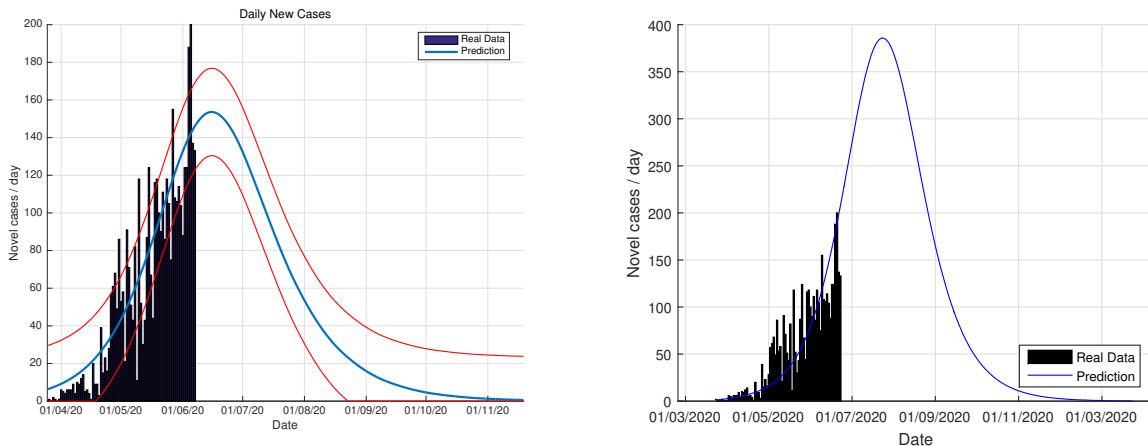 Daily New Cases
Real Data
Prediction
Novel cases / day
200
180
160
140
120
100
80
60
40
20
0
01/04/20 01/05/20 01/06/20 01/07/20 01/08/20 01/09/20 01/10/20 01/11/20
Date
Novel cases / day
400
350
300
250
200
150
100
50
0
Real Data
Prediction
01/03/2020 01/05/2020 01/07/2020 01/09/2020 01/11/2020 01/03/2020
Date